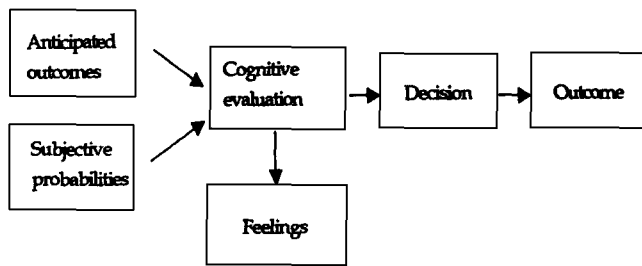 Anticipated
outcomes
Cognitive
evaluation
Decision
Outcome
Subjective
probabilities
Feelings